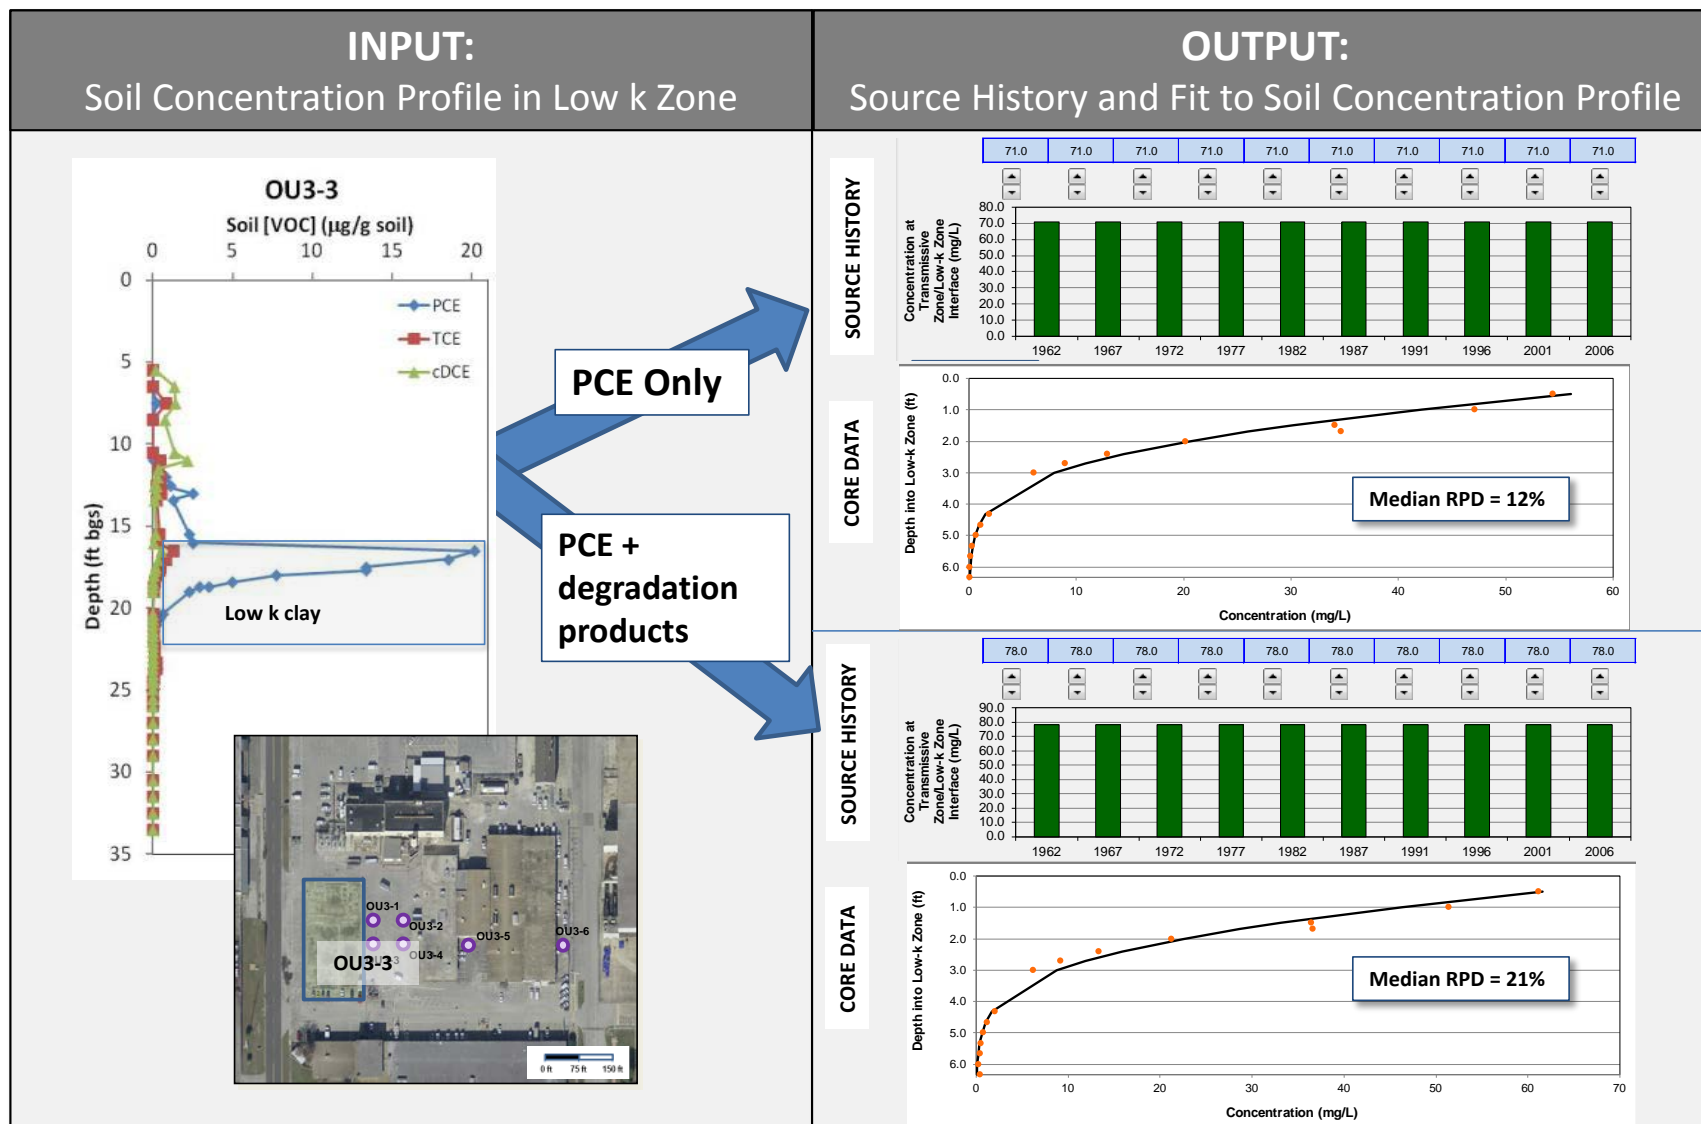 INPUT:
Soil Concentration Profile in Low k Zone
OUTPUT:
Source History and Fit to Soil Concentration Profile
OU3-3
Soil [VOC] (µg/g soil)
0 5 10 15 20
0
5
10
15
20
25
30
35
Depth (ft bgs)
PCE
TCE
cDCE
Low k clay
PCE Only
PCE +
degradation
products
OU3-1
OU3-2
OU3-3
OU3-4
OU3-5
OU3-6
OU3-3
0 ft 75 ft 150 ft
SOURCE HISTORY
71.0 71.0 71.0 71.0 71.0 71.0 71.0 71.0 71.0 71.0
Concentration at
Transmissive
Zone/Low-k Zone
Interface (mg/L)
80.0
70.0
60.0
50.0
40.0
30.0
20.0
10.0
0.0
1962 1967 1972 1977 1982 1987 1991 1996 2001 2006
CORE DATA
Depth into Low-k Zone (ft)
0.0
1.0
2.0
3.0
4.0
5.0
6.0
Median RPD = 12%
0 10 20 30 40 50 60
Concentration (mg/L)
SOURCE HISTORY
78.0 78.0 78.0 78.0 78.0 78.0 78.0 78.0 78.0 78.0
Concentration at
Transmissive
Zone/Low-k Zone
Interface (mg/L)
90.0
80.0
70.0
60.0
50.0
40.0
30.0
20.0
10.0
0.0
1962 1967 1972 1977 1982 1987 1991 1996 2001 2006
CORE DATA
Depth into Low-k Zone (ft)
0.0
1.0
2.0
3.0
4.0
5.0
6.0
Median RPD = 21%
0 10 20 30 40 50 60 70
Concentration (mg/L)